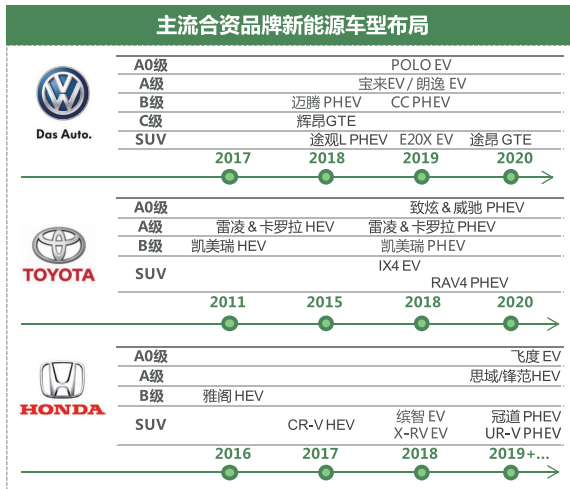 主流合资品牌新能源车型布局
Das Auto.
A0级 POLO EV
A级 宝来EV / 朗逸 EV
B级 迈腾 PHEV CC PHEV
C级 辉昂GTE
SUV 途观L PHEV E20X EV 途昂 GTE
2017 2018 2019 2020
TOYOTA
A0级 致炫 & 威驰 PHEV
A级 雷凌 & 卡罗拉 HEV 雷凌 & 卡罗拉 PHEV
B级 凯美瑞 HEV 凯美瑞 PHEV
SUV IX4 EV
RAV4 PHEV
2011 2015 2018 2020
HONDA
A0级 飞度 EV
A级 思域/锋范HEV
B级 雅阁 HEV
SUV CR-V HEV 缤智 EV 冠道 PHEV
X-RV EV UR-V PHEV
2016 2017 2018 2019+...